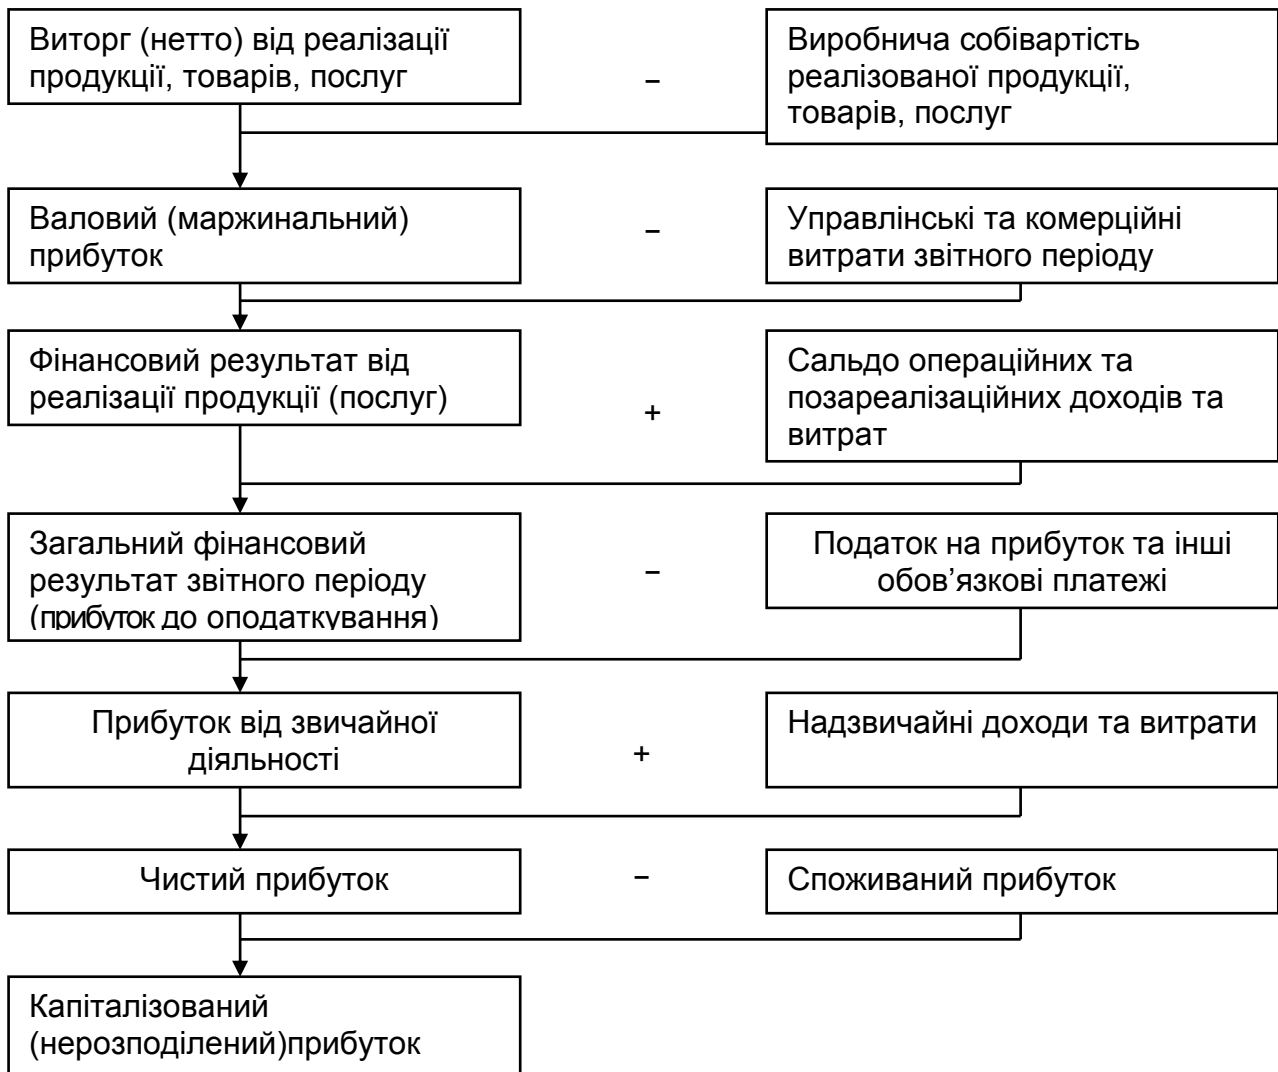 Виторг (нетто) від реалізації
продукції, товарів, послуг
–
Виробнича собівартість
реалізованої продукції,
товарів, послуг
Валовий (маржинальний)
прибуток
–
Управлінські та комерційні
витрати звітного періоду
Фінансовий результат від
реалізації продукції (послуг)
+
Сальдо операційних та
позареалізаційних доходів та
витрат
Загальний фінансовий
результат звітного періоду
(прибуток до оподаткування)
–
Податок на прибуток та інші
обов’язкові платежі
Прибуток від звичайної
діяльності
+
Надзвичайні доходи та витрати
Чистий прибуток
–
Споживаний прибуток
Капіталізований
(нерозподілений)прибуток